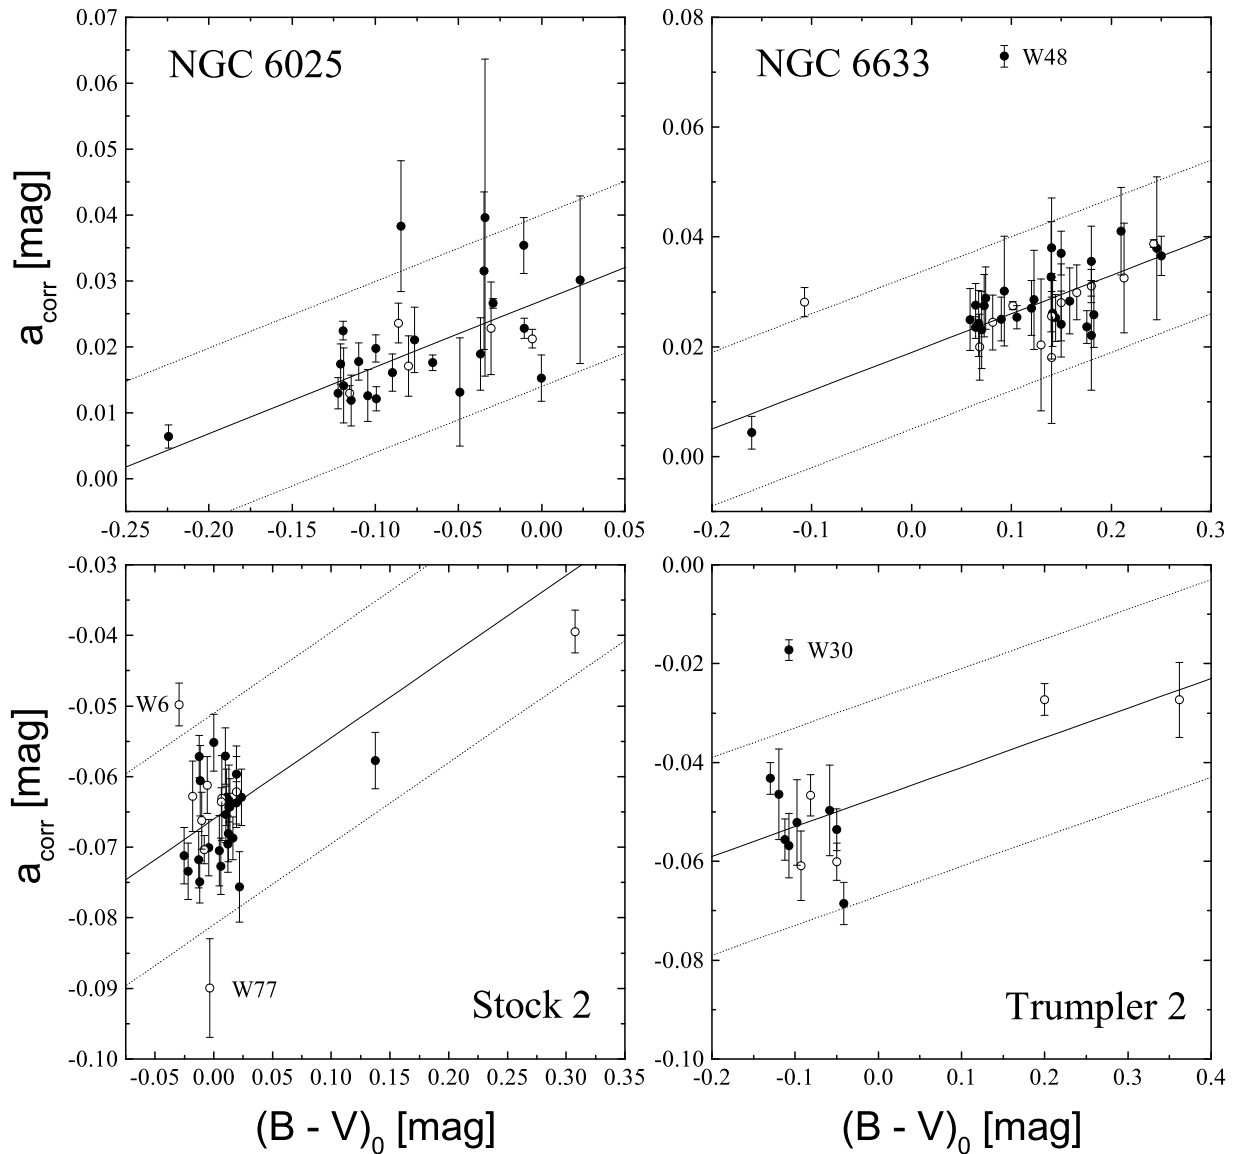 NGC 6025
0.07
0.06
0.05
0.04
0.03
0.02
0.01
0.00
-0.25 -0.20 -0.15 -0.10 -0.05 0.00 0.05
a_corr [mag]
NGC 6633
W48
0.08
0.06
0.04
0.02
0.00
-0.2 -0.1 0.0 0.1 0.2 0.3
-0.03
-0.04
-0.05
-0.06
-0.07
-0.08
-0.09
-0.10
W6
W77
Stock 2
-0.05 0.00 0.05 0.10 0.15 0.20 0.25 0.30 0.35
a_corr [mag]
(B - V)_0 [mag]
0.00
-0.02
-0.04
-0.06
-0.08
-0.10
W30
Trumpler 2
-0.2 -0.1 0.0 0.1 0.2 0.3 0.4
(B - V)_0 [mag]